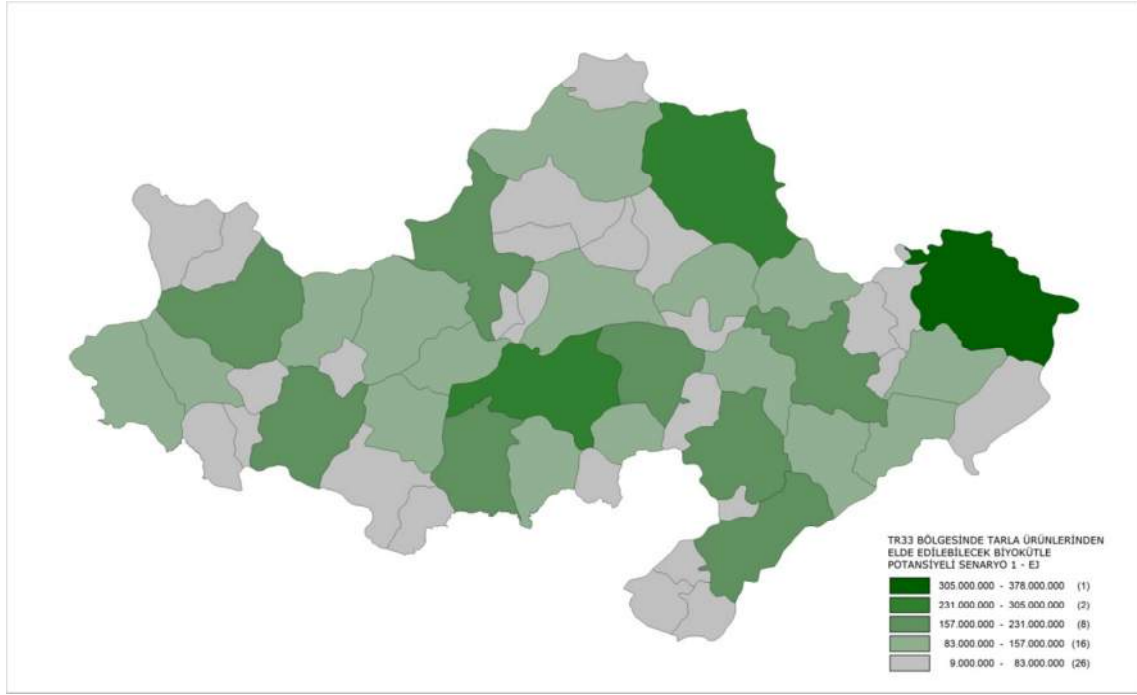 TR33 BÖLGESİNDE TARLA ÜRÜNLERİNDEN
ELDE EDİLEBİLECEK BİYOKÜTLE
POTANSİYELİ SENARYO 1 - EJ
305.000.000 - 378.000.000 (1)
231.000.000 - 305.000.000 (2)
157.000.000 - 231.000.000 (8)
83.000.000 - 157.000.000 (16)
9.000.000 - 83.000.000 (26)